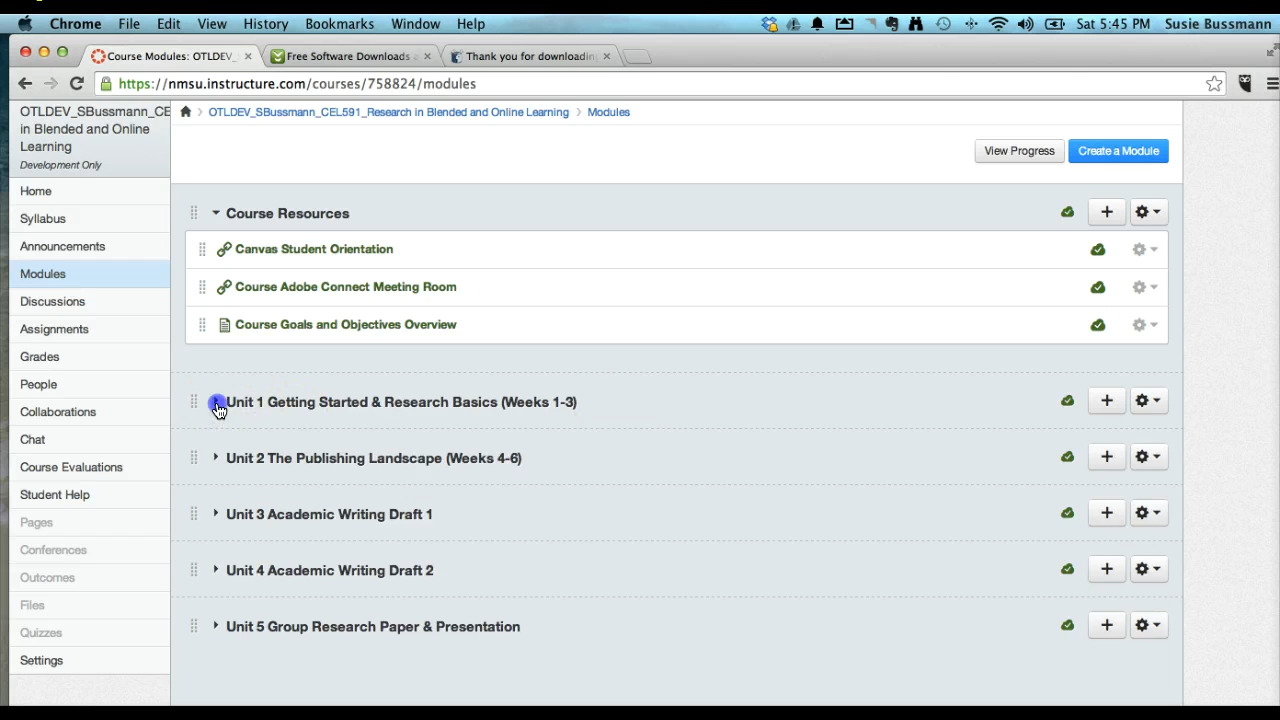 Chrome File Edit View History Bookmarks Window Help Sat 5:45 PM Susie Bussmann
Course Modules: OTLDEV_ Free Software Downloads Thank you for downloading
https://nmsu.instructure.com/courses/758824/modules
OTLDEV_SBussmann_CE
in Blended and Online
Learning
Development Only
Home
Syllabus
Announcements
Modules
Discussions
Assignments
Grades
People
Collaborations
Chat
Course Evaluations
Student Help
Pages
Conferences
Outcomes
Files
Quizzes
Settings
OTLDEV_SBussmann_CEL591_Research in Blended and Online Learning > Modules
View Progress Create a Module
Course Resources
Canvas Student Orientation
Course Adobe Connect Meeting Room
Course Goals and Objectives Overview
Unit 1 Getting Started & Research Basics (Weeks 1-3)
Unit 2 The Publishing Landscape (Weeks 4-6)
Unit 3 Academic Writing Draft 1
Unit 4 Academic Writing Draft 2
Unit 5 Group Research Paper & Presentation